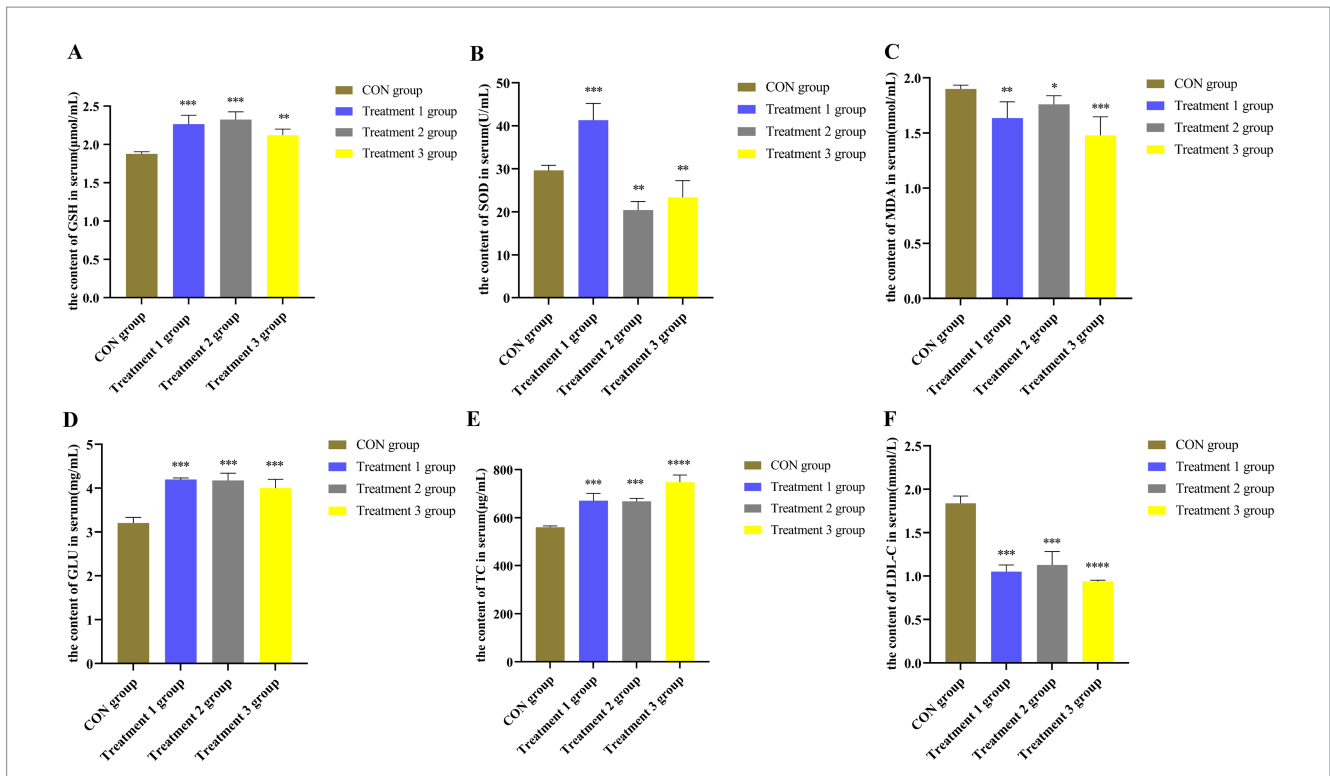 A
the content of GSH in serum(μmol/mL)
2.5
2.0
1.5
1.0
0.5
0.0
***
***
**
CON group
Treatment 1 group
Treatment 2 group
Treatment 3 group
CON group
Treatment 1 group
Treatment 2 group
Treatment 3 group
B
the content of SOD in serum(U/mL)
50
40
30
20
10
0
***
**
**
CON group
Treatment 1 group
Treatment 2 group
Treatment 3 group
CON group
Treatment 1 group
Treatment 2 group
Treatment 3 group
C
the content of MDA in serum(nmol/mL)
2.0
1.5
1.0
0.5
0.0
**
*
***
CON group
Treatment 1 group
Treatment 2 group
Treatment 3 group
CON group
Treatment 1 group
Treatment 2 group
Treatment 3 group
D
the content of GLU in serum(mg/mL)
5
4
3
2
1
0
***
***
***
CON group
Treatment 1 group
Treatment 2 group
Treatment 3 group
CON group
Treatment 1 group
Treatment 2 group
Treatment 3 group
E
the content of TC in serum(μg/mL)
800
600
400
200
0
***
***
****
CON group
Treatment 1 group
Treatment 2 group
Treatment 3 group
CON group
Treatment 1 group
Treatment 2 group
Treatment 3 group
F
the content of LDL-C in serum(mmol/L)
2.5
2.0
1.5
1.0
0.5
0.0
***
***
****
CON group
Treatment 1 group
Treatment 2 group
Treatment 3 group
CON group
Treatment 1 group
Treatment 2 group
Treatment 3 group